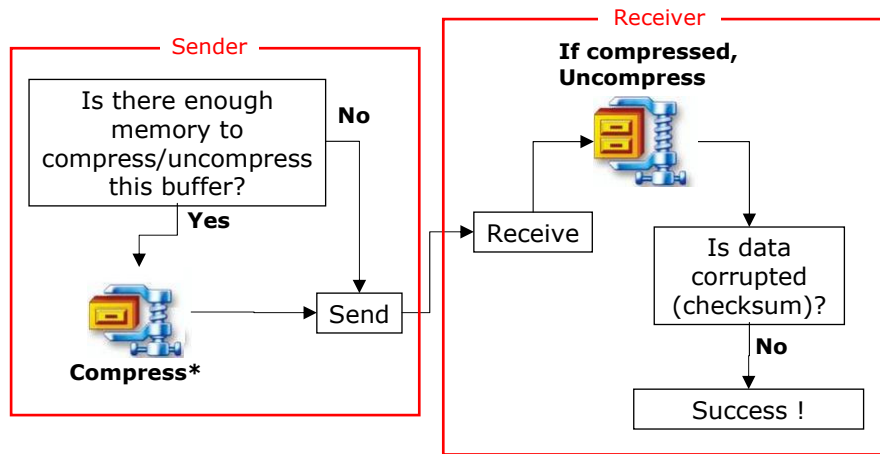 Sender
Is there enough
memory to
compress/uncompress
this buffer?
No
Yes
Compress*
Send
Receiver
If compressed,
Uncompress
Receive
Is data
corrupted
(checksum)?
No
Success !